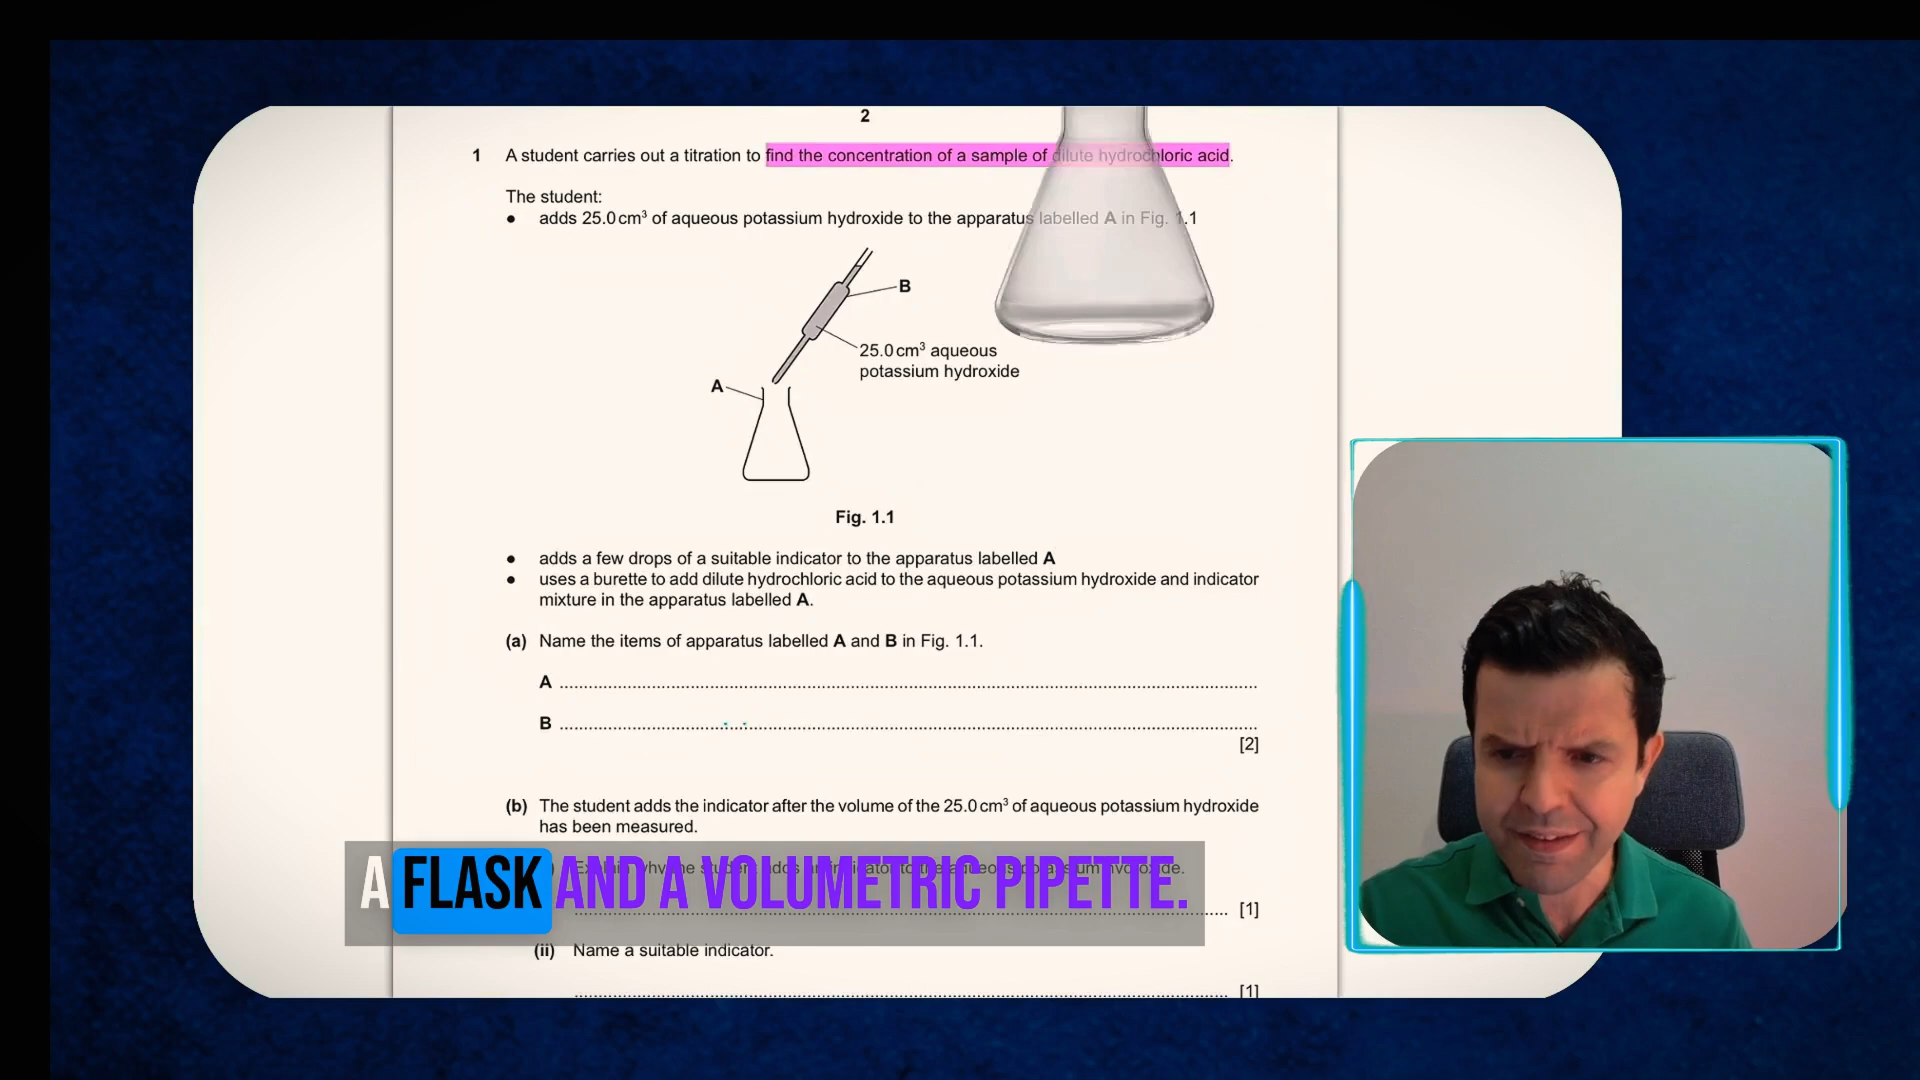 2
1 A student carries out a titration to find the concentration of a sample of dilute hydrochloric acid.
The student:
• adds 25.0 cm³ of aqueous potassium hydroxide to the apparatus labelled A in Fig. 1.1
B
25.0 cm³ aqueous
potassium hydroxide
A
Fig. 1.1
• adds a few drops of a suitable indicator to the apparatus labelled A
• uses a burette to add dilute hydrochloric acid to the aqueous potassium hydroxide and indicator
mixture in the apparatus labelled A.
(a) Name the items of apparatus labelled A and B in Fig. 1.1.
A
B
[2]
(b) The student adds the indicator after the volume of the 25.0 cm³ of aqueous potassium hydroxide
has been measured.
A FLASK AND A VOLUMETRIC PIPETTE.
[1]
(ii) Name a suitable indicator.
[1]